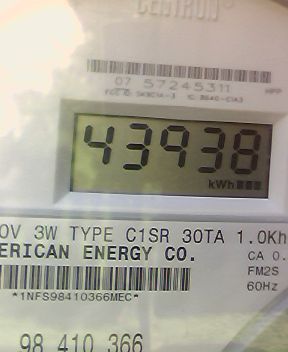 CENTRON
07 57245311
43938
kWh
0V 3W TYPE C1SR 30TA 1.0Kh
ERICAN ENERGY CO.
CA 0.
FM2S
60Hz
*1NFS98410366MEC*
98 410 366